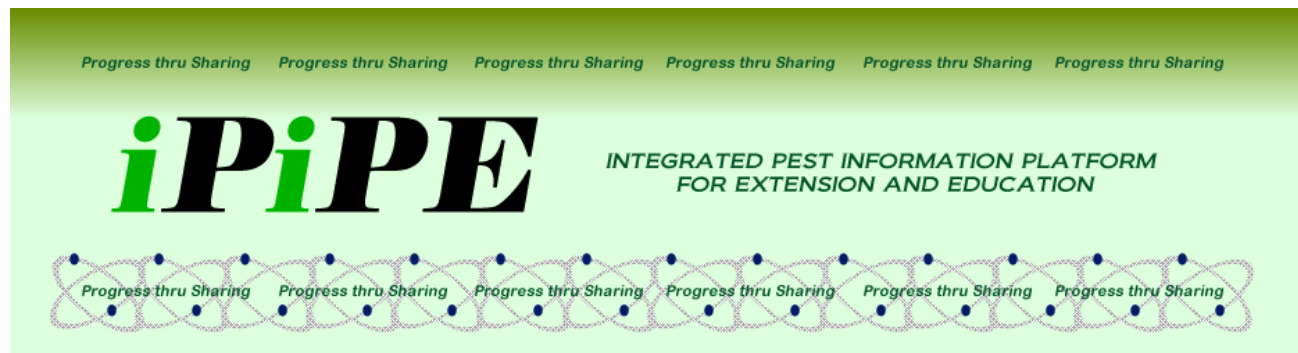 Progress thru Sharing Progress thru Sharing Progress thru Sharing Progress thru Sharing Progress thru Sharing Progress thru Sharing
iPiPE
INTEGRATED PEST INFORMATION PLATFORM
FOR EXTENSION AND EDUCATION
Progress thru Sharing Progress thru Sharing Progress thru Sharing Progress thru Sharing Progress thru Sharing Progress thru Sharing